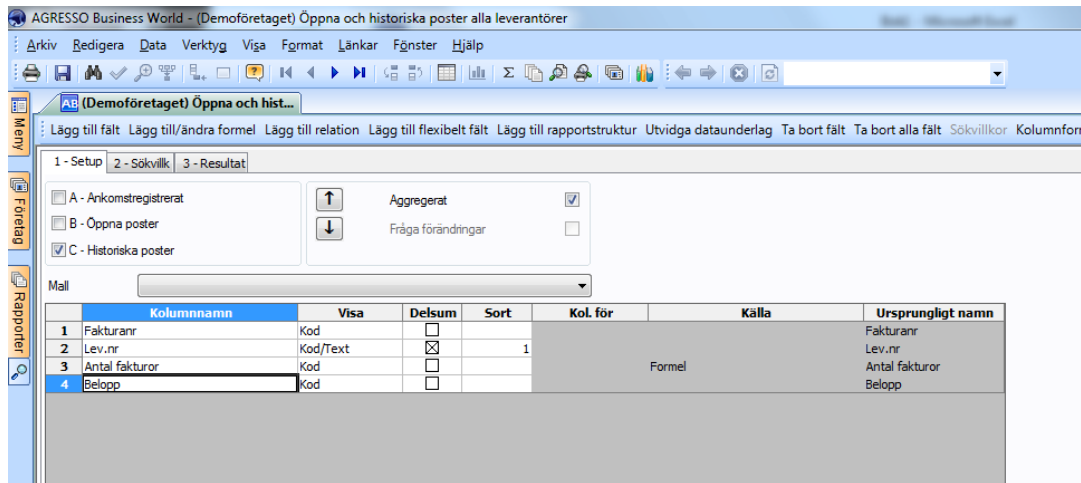 AGRESSO Business World - (Demoföretaget) Öppna och historiska poster alla leverantörer
Arkiv Redigera Data Verktyg Visa Format Länkar Fönster Hjälp
(Demoföretaget) Öppna och hist...
Lägg till fält Lägg till/ändra formel Lägg till relation Lägg till flexibelt fält Lägg till rapportstruktur Utvidga dataunderlag Ta bort fält Ta bort alla fält Sökvillkor Kolumnfor
Meny
Företag
Rapporter
1 - Setup 2 - Sökvillk 3 - Resultat
A - Ankomstregistrerat Aggregerat
B - Öppna poster Fråga förändringar
C - Historiska poster
Mall
Kolumnnamn Visa Delsum Sort Kol. för Källa Ursprungligt namn
1 Fakturanr Kod Fakturanr
2 Lev.nr Kod/Text 1 Lev.nr
3 Antal fakturor Kod Formel Antal fakturor
4 Belopp Kod Belopp